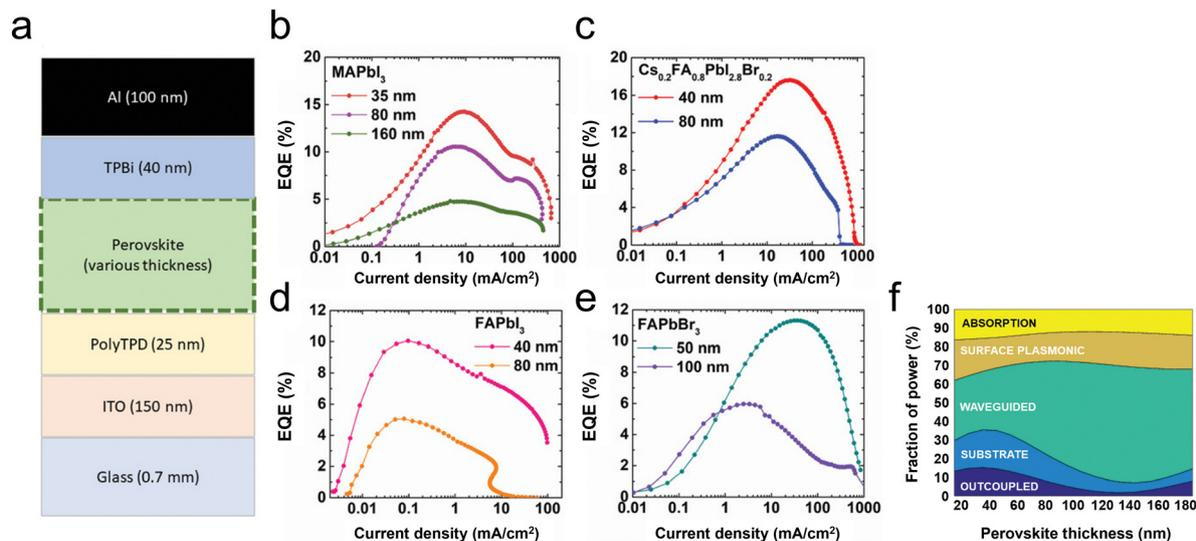 a
Al (100 nm)
TPBi (40 nm)
Perovskite
(various thickness)
PolyTPD (25 nm)
ITO (150 nm)
Glass (0.7 mm)
b
20
15
10
5
0
EQE (%)
MAPbI3
35 nm
80 nm
160 nm
0.01 0.1 1 10 100 1000
Current density (mA/cm²)
c
20
16
12
8
4
0
EQE (%)
Cs0.2FA0.8PbI2.8Br0.2
40 nm
80 nm
0.01 0.1 1 10 100 1000
Current density (mA/cm²)
d
12
10
8
6
4
2
0
EQE (%)
FAPbI3
40 nm
80 nm
0.01 0.1 1 10 100
Current density (mA/cm²)
e
12
10
8
6
4
2
0
EQE (%)
FAPbBr3
50 nm
100 nm
0.01 0.1 1 10 100 1000
Current density (mA/cm²)
f
100
90
80
70
60
50
40
30
20
10
0
Fraction of power (%)
ABSORPTION
SURFACE PLASMONIC
WAVEGUIDED
SUBSTRATE
OUTCOUPLED
20 40 60 80 100 120 140 160 180
Perovskite thickness (nm)